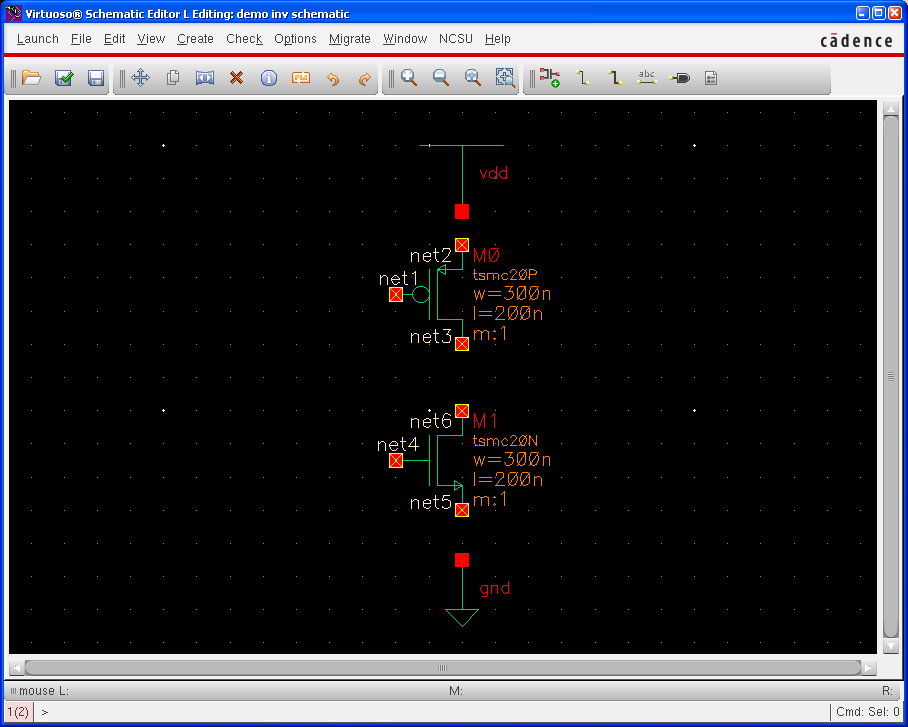 Virtuoso® Schematic Editor L Editing: demo inv schematic
Launch File Edit View Create Check Options Migrate Window NCSU Help
cādence
abc
vdd
net2 M0
tsmc20P
net1
w=300n
l=200n
net3 m:1
net6 M1
tsmc20N
net4
w=300n
l=200n
net5 m:1
gnd
mouse L: M: R:
1(2) > Cmd: Sel: 0